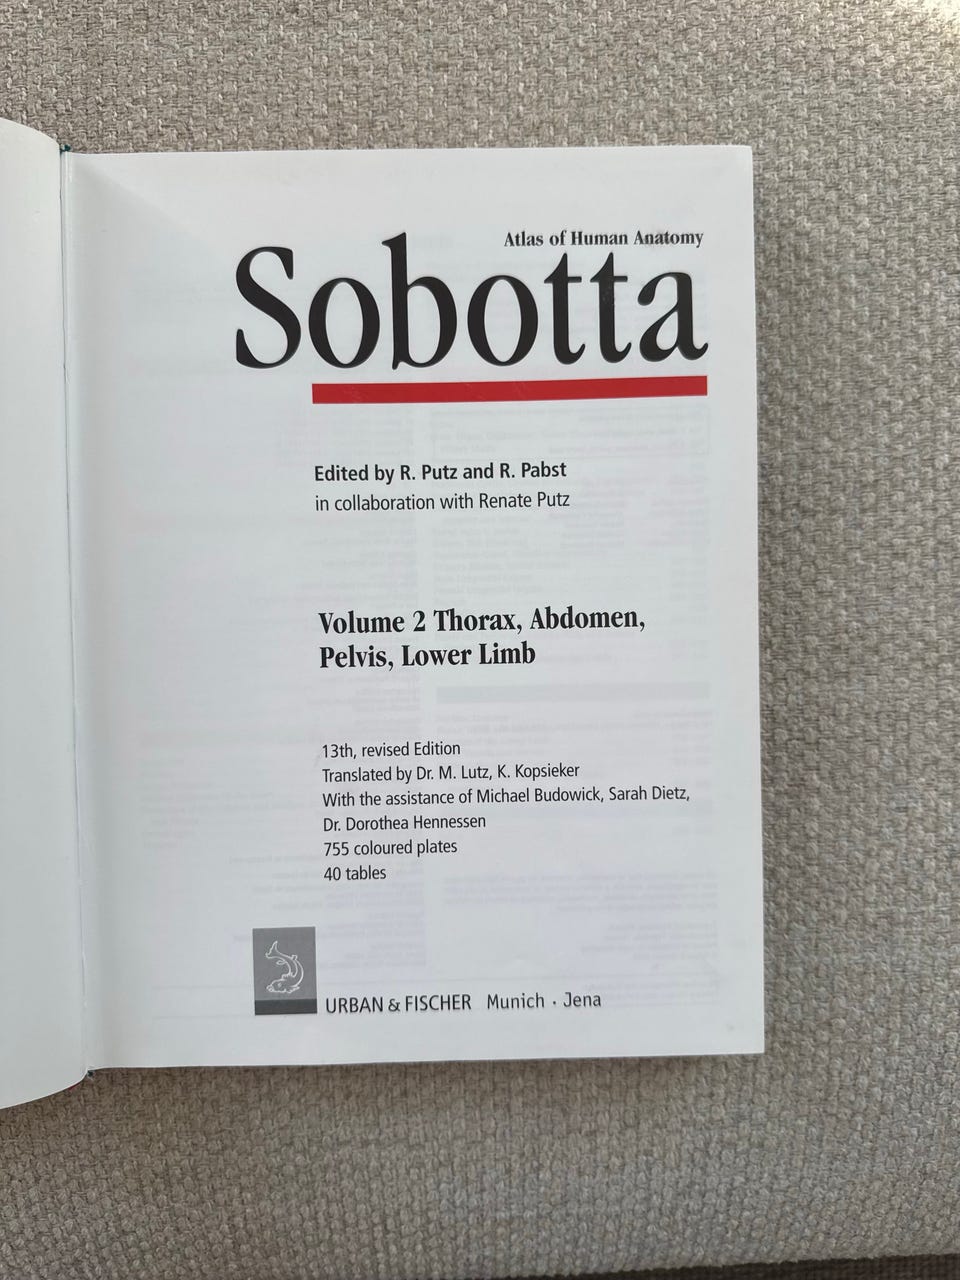 Atlas of Human Anatomy
Sobotta
Edited by R. Putz and R. Pabst
in collaboration with Renate Putz
Volume 2 Thorax, Abdomen,
Pelvis, Lower Limb
13th, revised Edition
Translated by Dr. M. Lutz, K. Kopsieker
With the assistance of Michael Budowick, Sarah Dietz,
Dr. Dorothea Hennessen
755 coloured plates
40 tables
URBAN & FISCHER Munich · Jena